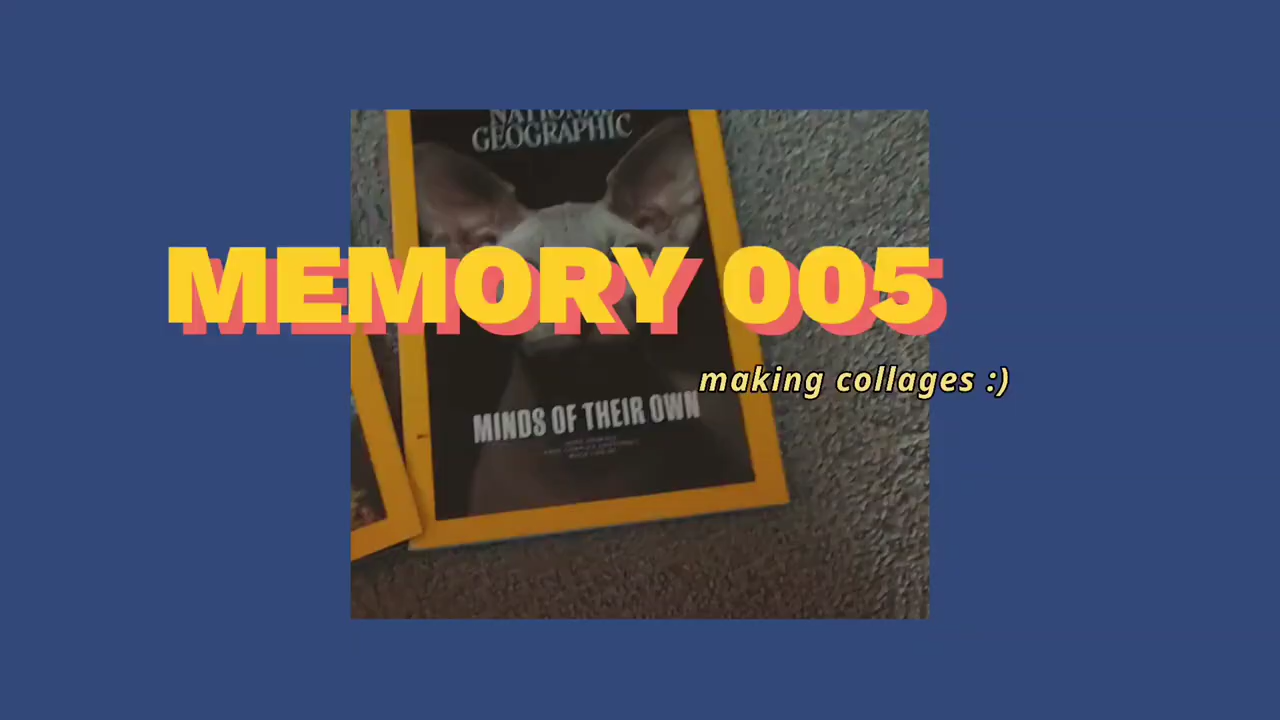 NATIONAL
GEOGRAPHIC
MEMORY 005
making collages :)
MINDS OF THEIR OWN